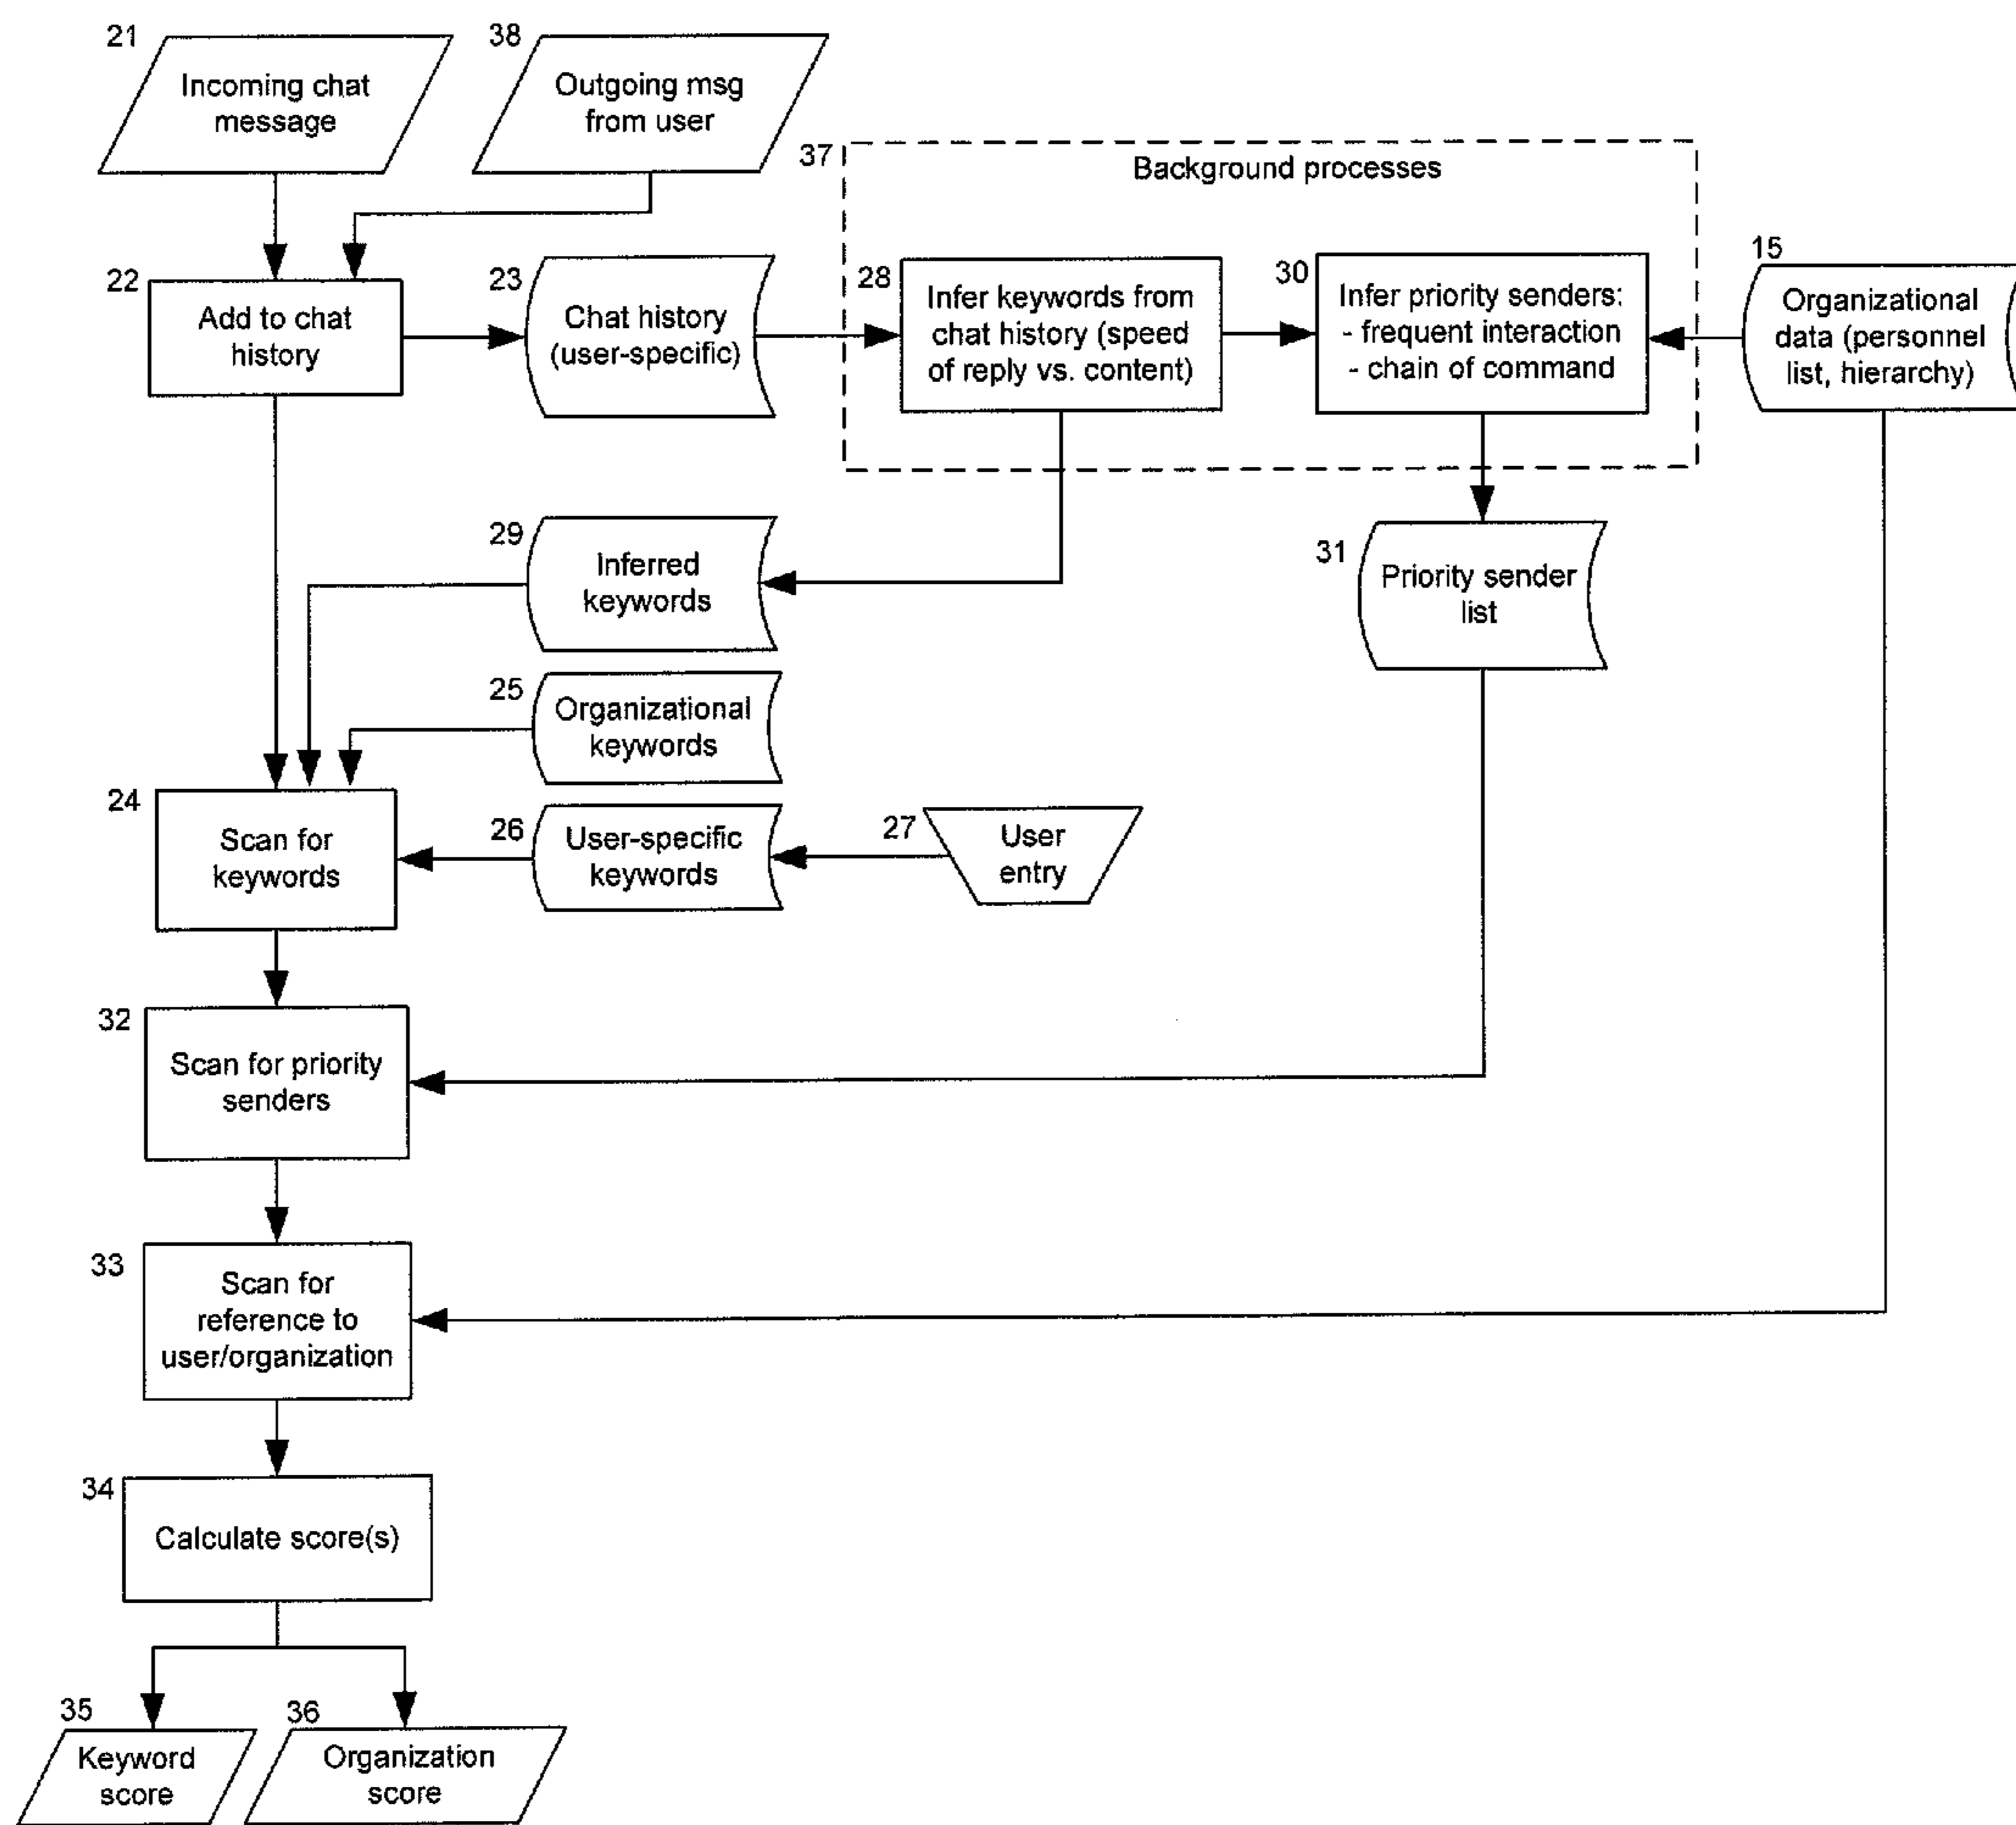 21
Incoming chat
message
38
Outgoing msg
from user
37
Background processes
22
Add to chat
history
23
Chat history
(user-specific)
28
Infer keywords from
chat history (speed
of reply vs. content)
30
Infer priority senders:
- frequent interaction
- chain of command
15
Organizational
data (personnel
list, hierarchy)
29
Inferred
keywords
31
Priority sender
list
25
Organizational
keywords
24
Scan for
keywords
26
User-specific
keywords
27
User
entry
32
Scan for priority
senders
33
Scan for
reference to
user/organization
34
Calculate score(s)
35
Keyword
score
36
Organization
score